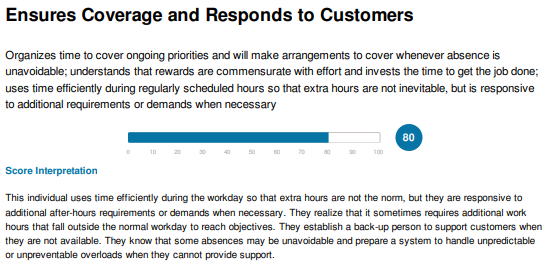 Ensures Coverage and Responds to Customers
Organizes time to cover ongoing priorities and will make arrangements to cover whenever absence is
unavoidable; understands that rewards are commensurate with effort and invests the time to get the job done;
uses time efficiently during regularly scheduled hours so that extra hours are not inevitable, but is responsive
to additional requirements or demands when necessary
80
0 10 20 30 40 50 60 70 80 90 100
Score Interpretation
This individual uses time efficiently during the workday so that extra hours are not the norm, but they are responsive to
additional after-hours requirements or demands when necessary. They realize that it sometimes requires additional work
hours that fall outside the normal workday to reach objectives. They establish a back-up person to support customers when
they are not available. They know that some absences may be unavoidable and prepare a system to handle unpredictable
or unpreventable overloads when they cannot provide support.